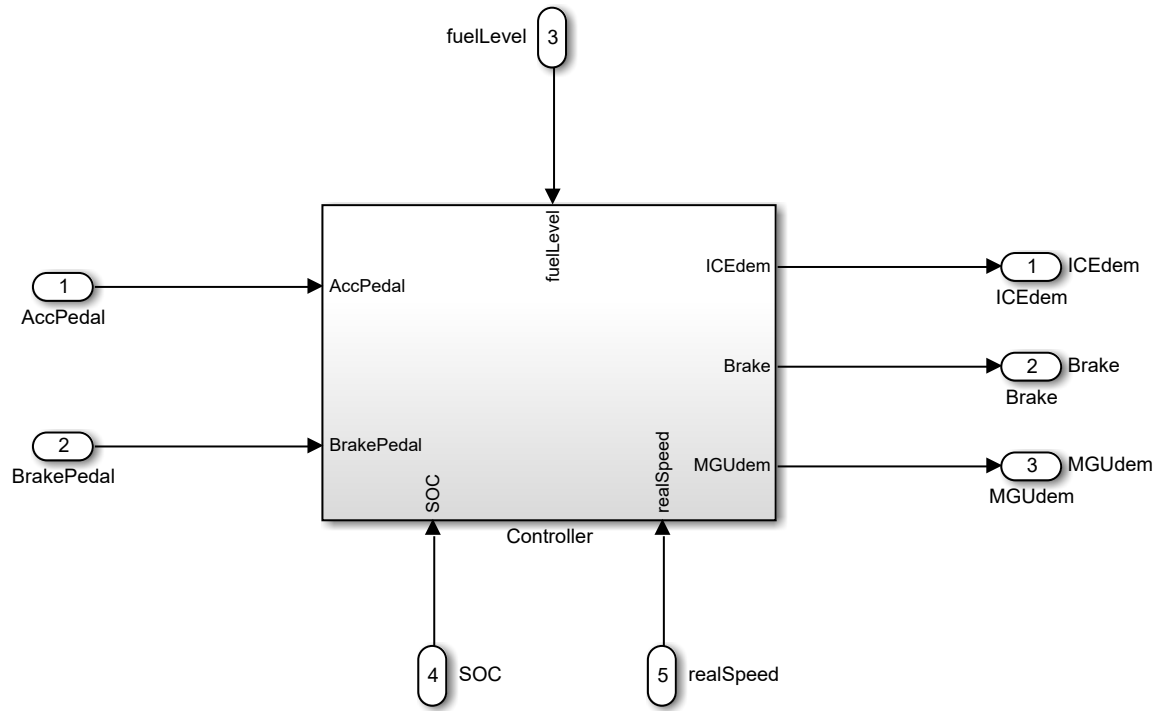 fuelLevel
3
fuelLevel
ICEdem
1
ICEdem
ICEdem
1
AccPedal
AccPedal
Brake
2
Brake
Brake
2
BrakePedal
BrakePedal
SOC
realSpeed
MGUdem
3
MGUdem
MGUdem
Controller
4
SOC
5
realSpeed